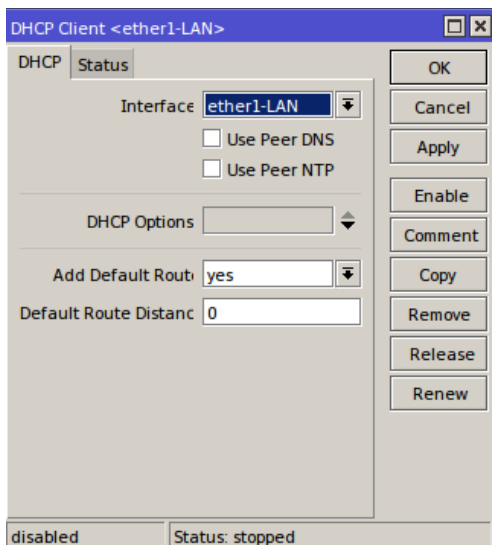 DHCP Client <ether1-LAN>
DHCP Status
Interface ether1-LAN
Use Peer DNS
Use Peer NTP
DHCP Options
Add Default Route yes
Default Route Distanc 0
OK
Cancel
Apply
Enable
Comment
Copy
Remove
Release
Renew
disabled Status: stopped